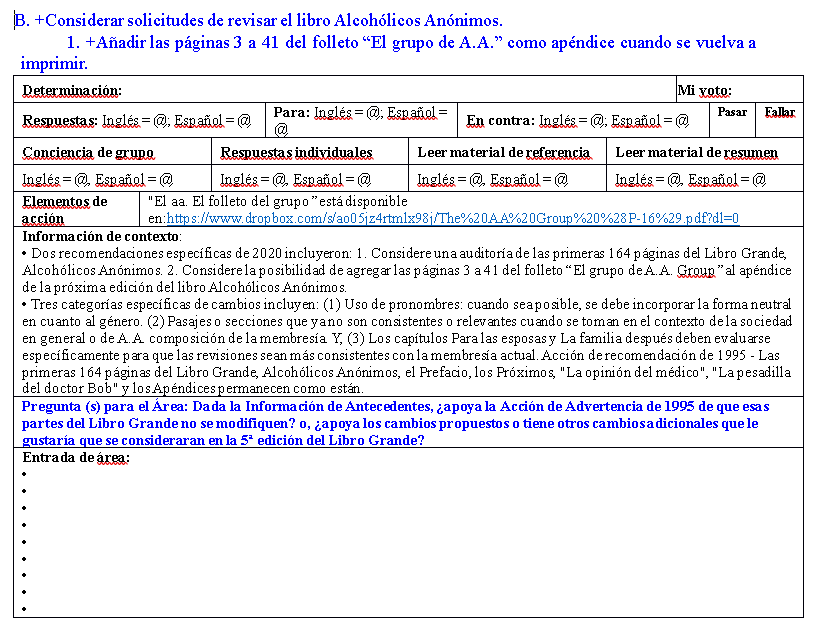 B. +Considerar solicitudes de revisar el libro Alcohólicos Anónimos.
1. +Añadir las páginas 3 a 41 del folleto “El grupo de A.A.” como apéndice cuando se vuelva a
imprimir.
Determinación: Mi voto:
Respuestas: Inglés = @; Español = @ Para: Inglés = @; Español = @ En contra: Inglés = @; Español = @ Pasar Fallar
Conciencia de grupo Respuestas individuales Leer material de referencia Leer material de resumen
Inglés = @, Español = @ Inglés = @, Español = @ Inglés = @, Español = @ Inglés = @, Español = @
Elementos de acción "El aa. El folleto del grupo” está disponible
en:https://www.dropbox.com/s/ao05jz4rtmlx98j/The%20AA%20Group%20%28P-16%29.pdf?dl=0
Información de contexto:
• Dos recomendaciones específicas de 2020 incluyeron: 1. Considere una auditoría de las primeras 164 páginas del Libro Grande,
Alcohólicos Anónimos. 2. Considere la posibilidad de agregar las páginas 3 a 41 del folleto “El grupo de A.A. Group” al apéndice
de la próxima edición del libro Alcohólicos Anónimos.
• Tres categorías específicas de cambios incluyen: (1) Uso de pronombres: cuando sea posible, se debe incorporar la forma neutral
en cuanto al género. (2) Pasajes o secciones que ya no son consistentes o relevantes cuando se toman en el contexto de la sociedad
en general o de A.A. composición de la membresía. Y, (3) Los capítulos Para las esposas y La familia después deben evaluarse
específicamente para que las revisiones sean más consistentes con la membresía actual. Acción de recomendación de 1995 - Las
primeras 164 páginas del Libro Grande, Alcohólicos Anónimos, el Prefacio, los Próximos, "La opinión del médico", "La pesadilla
del doctor Bob" y los Apéndices permanecen como están.
Pregunta (s) para el Área: Dada la Información de Antecedentes, ¿apoya la Acción de Advertencia de 1995 de que esas
partes del Libro Grande no se modifiquen? o, ¿apoya los cambios propuestos o tiene otros cambios adicionales que le
gustaría que se consideraran en la 5ª edición del Libro Grande?
Entrada de área:
•
•
•
•
•
•
•
•
•